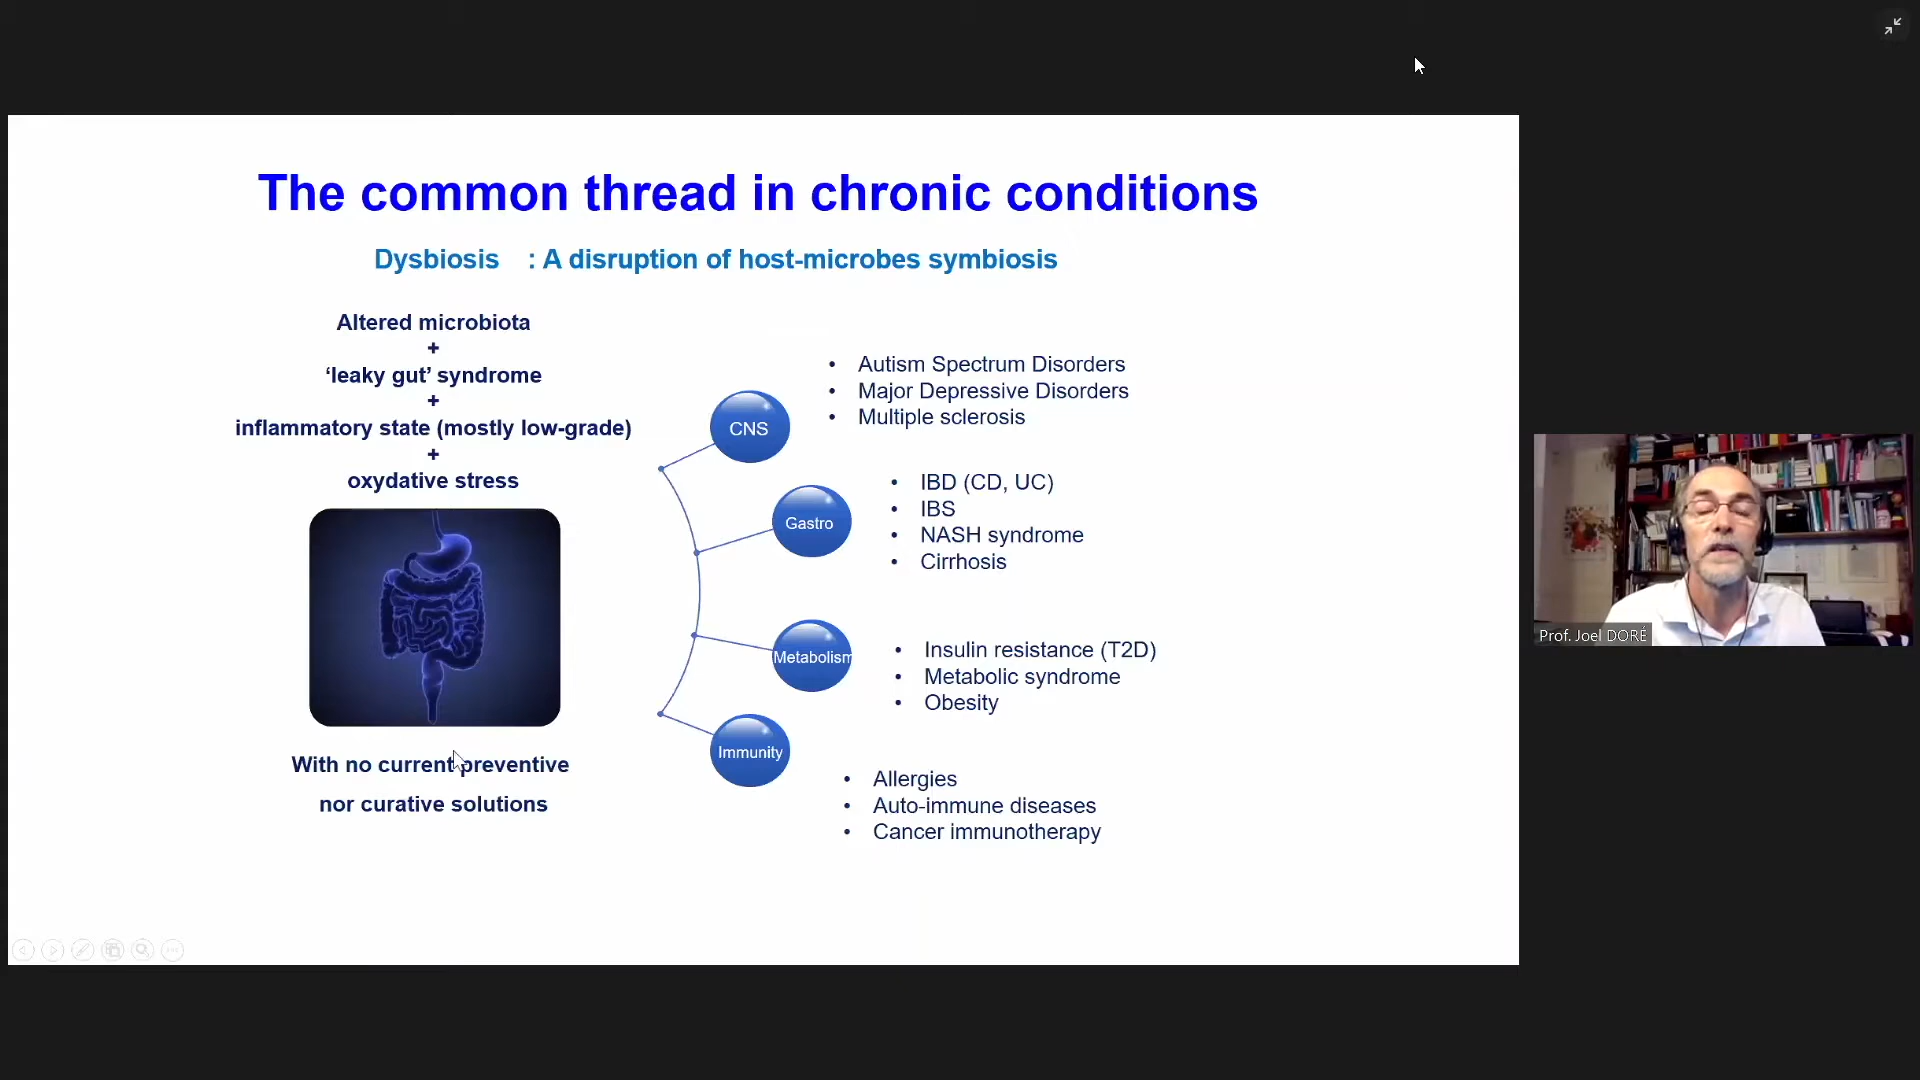 The common thread in chronic conditions
Dysbiosis : A disruption of host-microbes symbiosis
Altered microbiota
+
‘leaky gut’ syndrome
+
inflammatory state (mostly low-grade)
+
oxydative stress
With no current preventive
nor curative solutions
CNS
• Autism Spectrum Disorders
• Major Depressive Disorders
• Multiple sclerosis
Gastro
• IBD (CD, UC)
• IBS
• NASH syndrome
• Cirrhosis
Metabolism
• Insulin resistance (T2D)
• Metabolic syndrome
• Obesity
Immunity
• Allergies
• Auto-immune diseases
• Cancer immunotherapy
Prof. Joel DORÉ